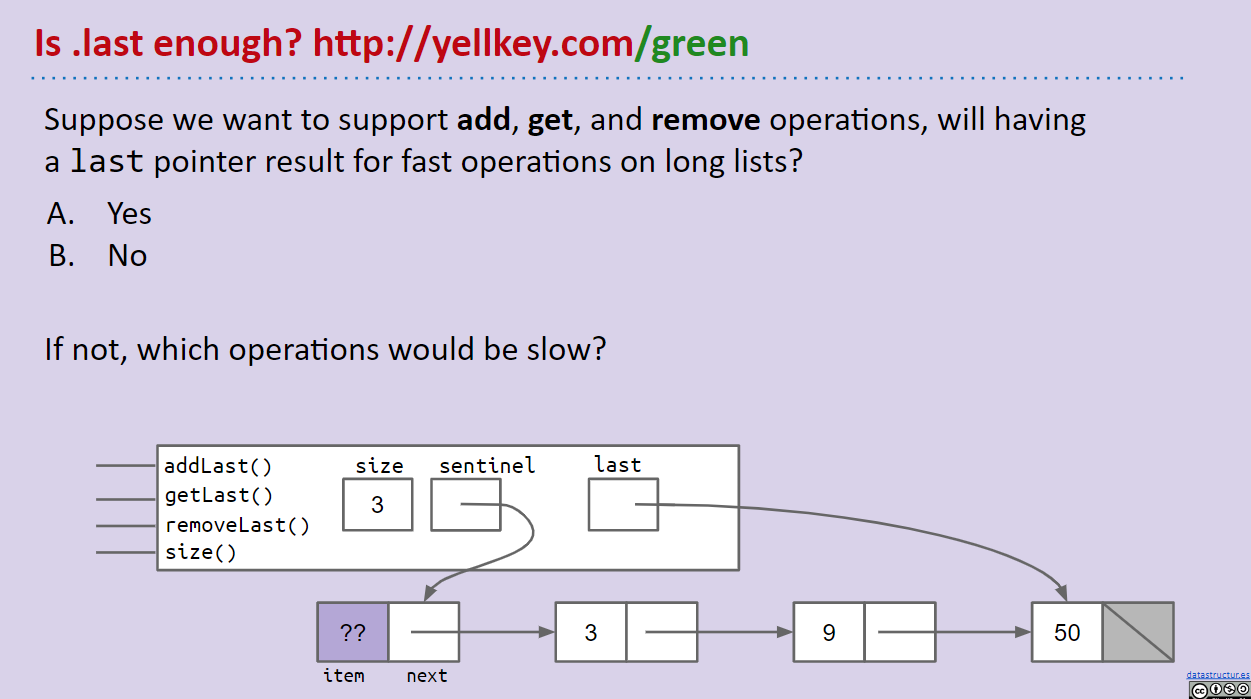 Is .last enough? http://yellkey.com/green
Suppose we want to support add, get, and remove operations, will having
a last pointer result for fast operations on long lists?
A. Yes
B. No
If not, which operations would be slow?
addLast()
getLast()
removeLast()
size()
size
sentinel
last
3
??
3
9
50
item
next
datastructur.es
cc